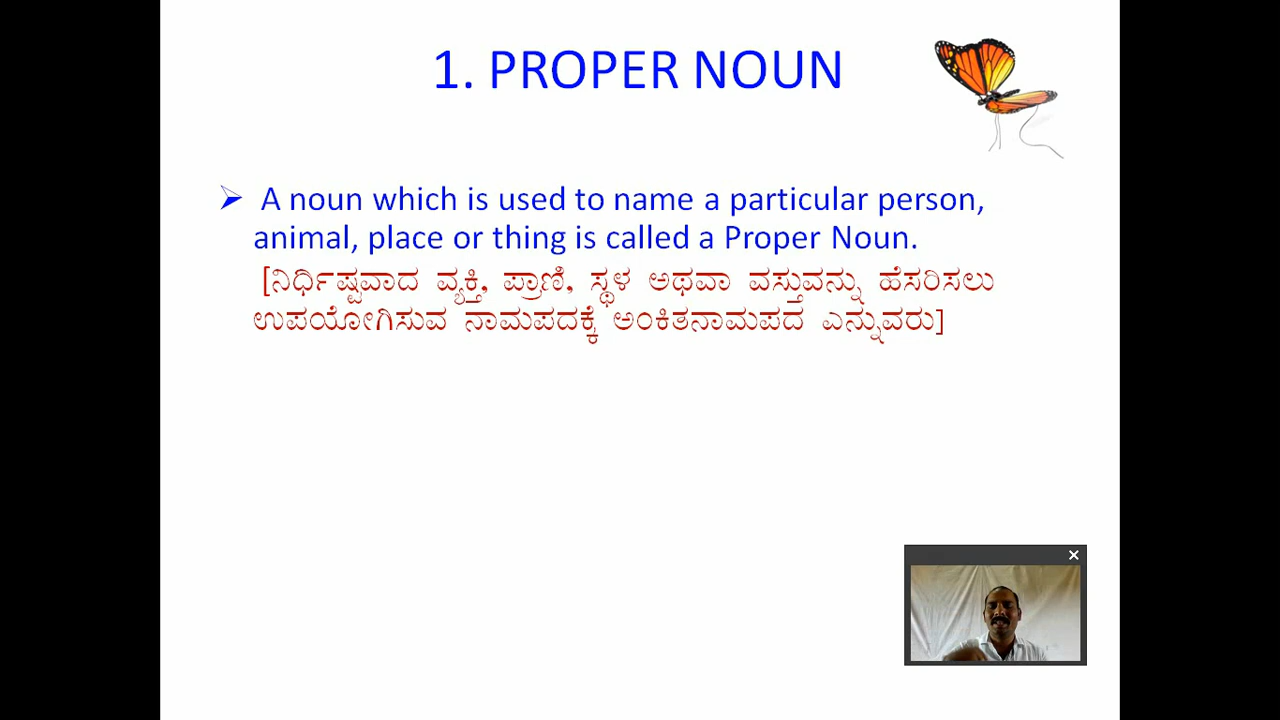 1. PROPER NOUN
➢ A noun which is used to name a particular person,
animal, place or thing is called a Proper Noun.
[ನಿರ್ಧಿಷ್ಟವಾದ ವ್ಯಕ್ತಿ, ಪ್ರಾಣಿ, ಸ್ಥಳ ಅಥವಾ ವಸ್ತುವನ್ನು ಹೆಸರಿಸಲು
ಉಪಯೋಗಿಸುವ ನಾಮಪದಕ್ಕೆ ಅಂಕಿತನಾಮಪದ ಎನ್ನುವರು]